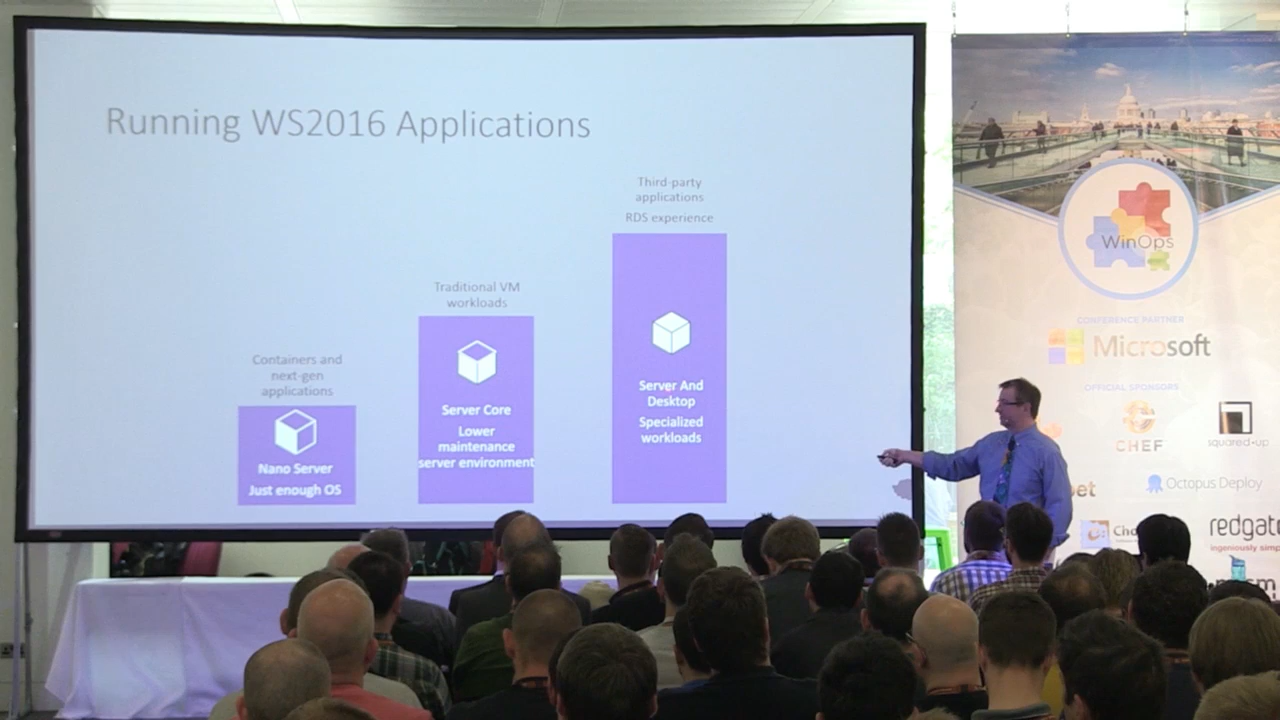 Running WS2016 Applications
Third-party
applications
RDS experience
Traditional VM
workloads
Containers and
next-gen
applications
Nano Server
Just enough OS
Server Core
Lower
maintenance
server environment
Server And
Desktop
Specialized
workloads
WinOps
CONFERENCE PARTNER
Microsoft
OFFICIAL SPONSORS
CHEF
squared-up
Octopus Deploy
redgat
ingeniously simp